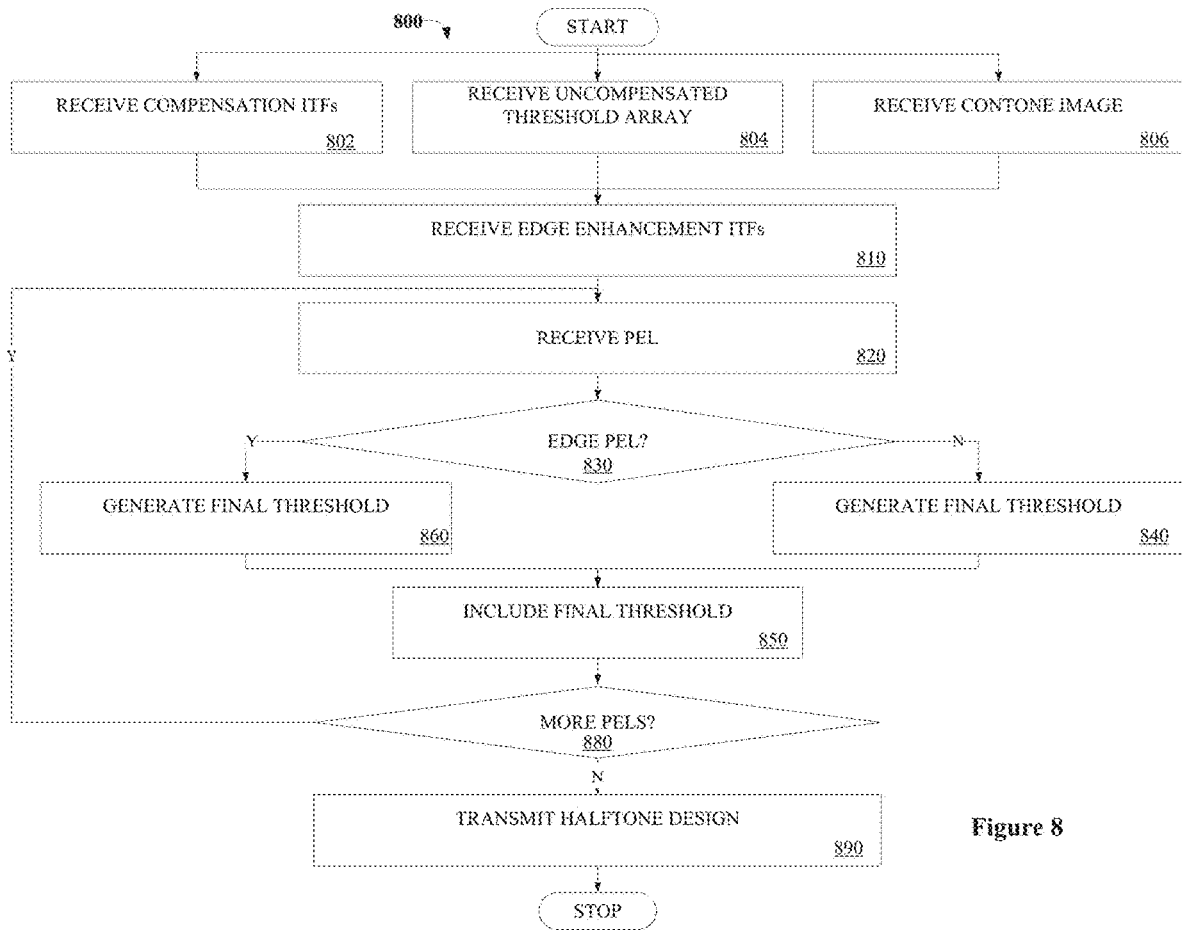 800
START
RECEIVE COMPENSATION ITFs
802
RECEIVE UNCOMPENSATED
THRESHOLD ARRAY
804
RECEIVE CONTONE IMAGE
806
RECEIVE EDGE ENHANCEMENT ITFs
810
RECEIVE PEL
820
Y
EDGE PEL?
830
Y
N
GENERATE FINAL THRESHOLD
860
GENERATE FINAL THRESHOLD
840
INCLUDE FINAL THRESHOLD
850
MORE PELS?
880
N
TRANSMIT HALFTONE DESIGN
890
Figure 8
STOP